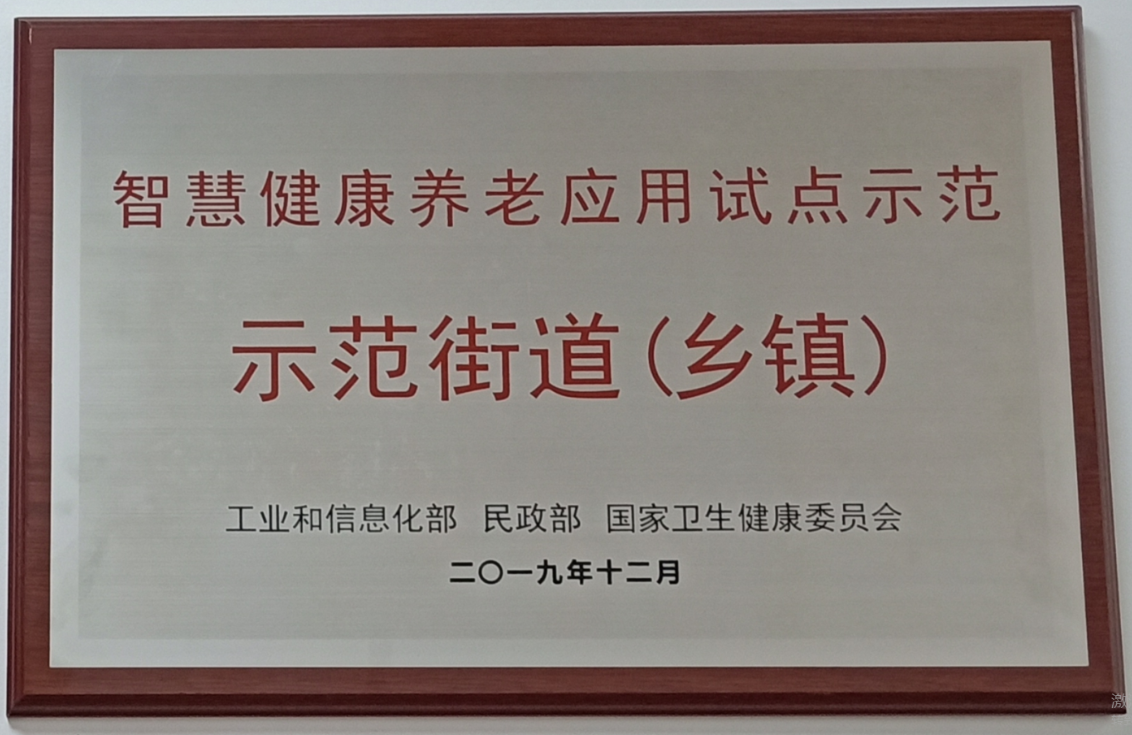 智慧健康养老应用试点示范
示范街道(乡镇)
工业和信息化部 民政部 国家卫生健康委员会
二〇一九年十二月
激